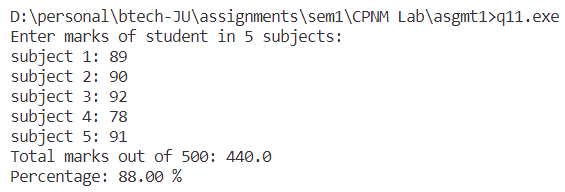 D:\personal\btech-JU\assignments\sem1\CPNM Lab\asgmt1>q11.exe
Enter marks of student in 5 subjects:
subject 1: 89
subject 2: 90
subject 3: 92
subject 4: 78
subject 5: 91
Total marks out of 500: 440.0
Percentage: 88.00 %